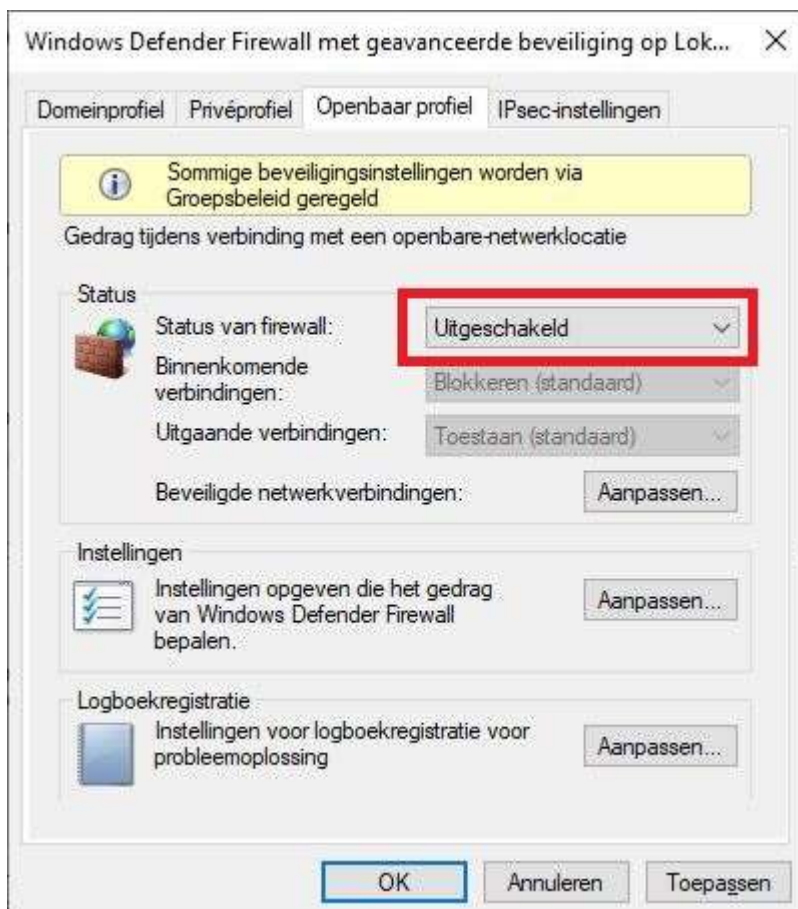 Windows Defender Firewall met geavanceerde beveiliging op Lok...
Domeinprofiel Privéprofiel Openbaar profiel IPsec-instellingen
Sommige beveiligingsinstellingen worden via
Groepsbeleid geregeld
Gedrag tijdens verbinding met een openbare-netwerklocatie
Status
Status van firewall: Uitgeschakeld
Binnenkomende
verbindingen: Blokkeren (standaard)
Uitgaande verbindingen: Toestaan (standaard)
Beveiligde netwerkverbindingen: Aanpassen...
Instellingen
Instellingen opgeven die het gedrag
van Windows Defender Firewall
bepalen.
Aanpassen...
Logboekregistratie
Instellingen voor logboekregistratie voor
probleemoplossing
Aanpassen...
OK Annuleren Toepassen